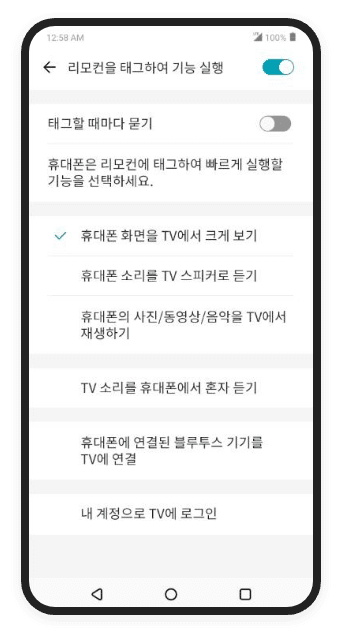 12:58 AM
100%
리모컨을 태그하여 기능 실행
태그할 때마다 묻기
휴대폰은 리모컨에 태그하여 빠르게 실행할
기능을 선택하세요.
휴대폰 화면을 TV에서 크게 보기
휴대폰 소리를 TV 스피커로 듣기
휴대폰의 사진/동영상/음악을 TV에서
재생하기
TV 소리를 휴대폰에서 혼자 듣기
휴대폰에 연결된 블루투스 기기를
TV에 연결
내 계정으로 TV에 로그인